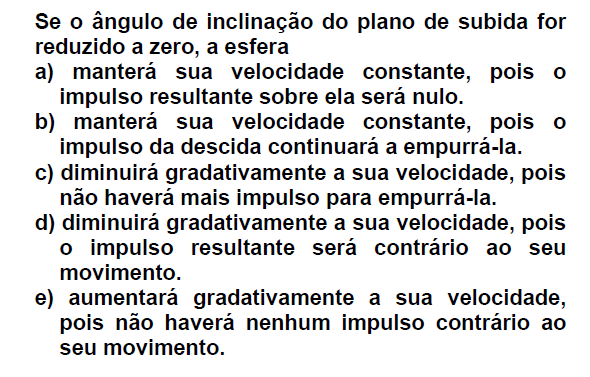 Se o ângulo de inclinação do plano de subida for
reduzido a zero, a esfera
a) manterá sua velocidade constante, pois o
impulso resultante sobre ela será nulo.
b) manterá sua velocidade constante, pois o
impulso da descida continuará a empurrá-la.
c) diminuirá gradativamente a sua velocidade, pois
não haverá mais impulso para empurrá-la.
d) diminuirá gradativamente a sua velocidade, pois
o impulso resultante será contrário ao seu
movimento.
e) aumentará gradativamente a sua velocidade,
pois não haverá nenhum impulso contrário ao
seu movimento.